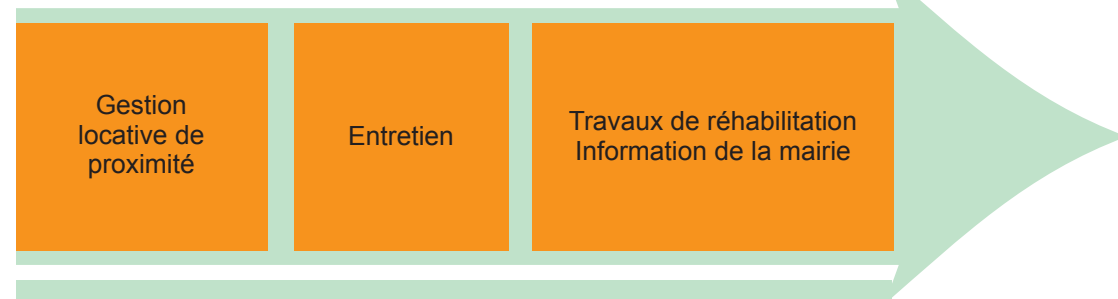 Gestion
locative de
proximité
Entretien
Travaux de réhabilitation
Information de la mairie